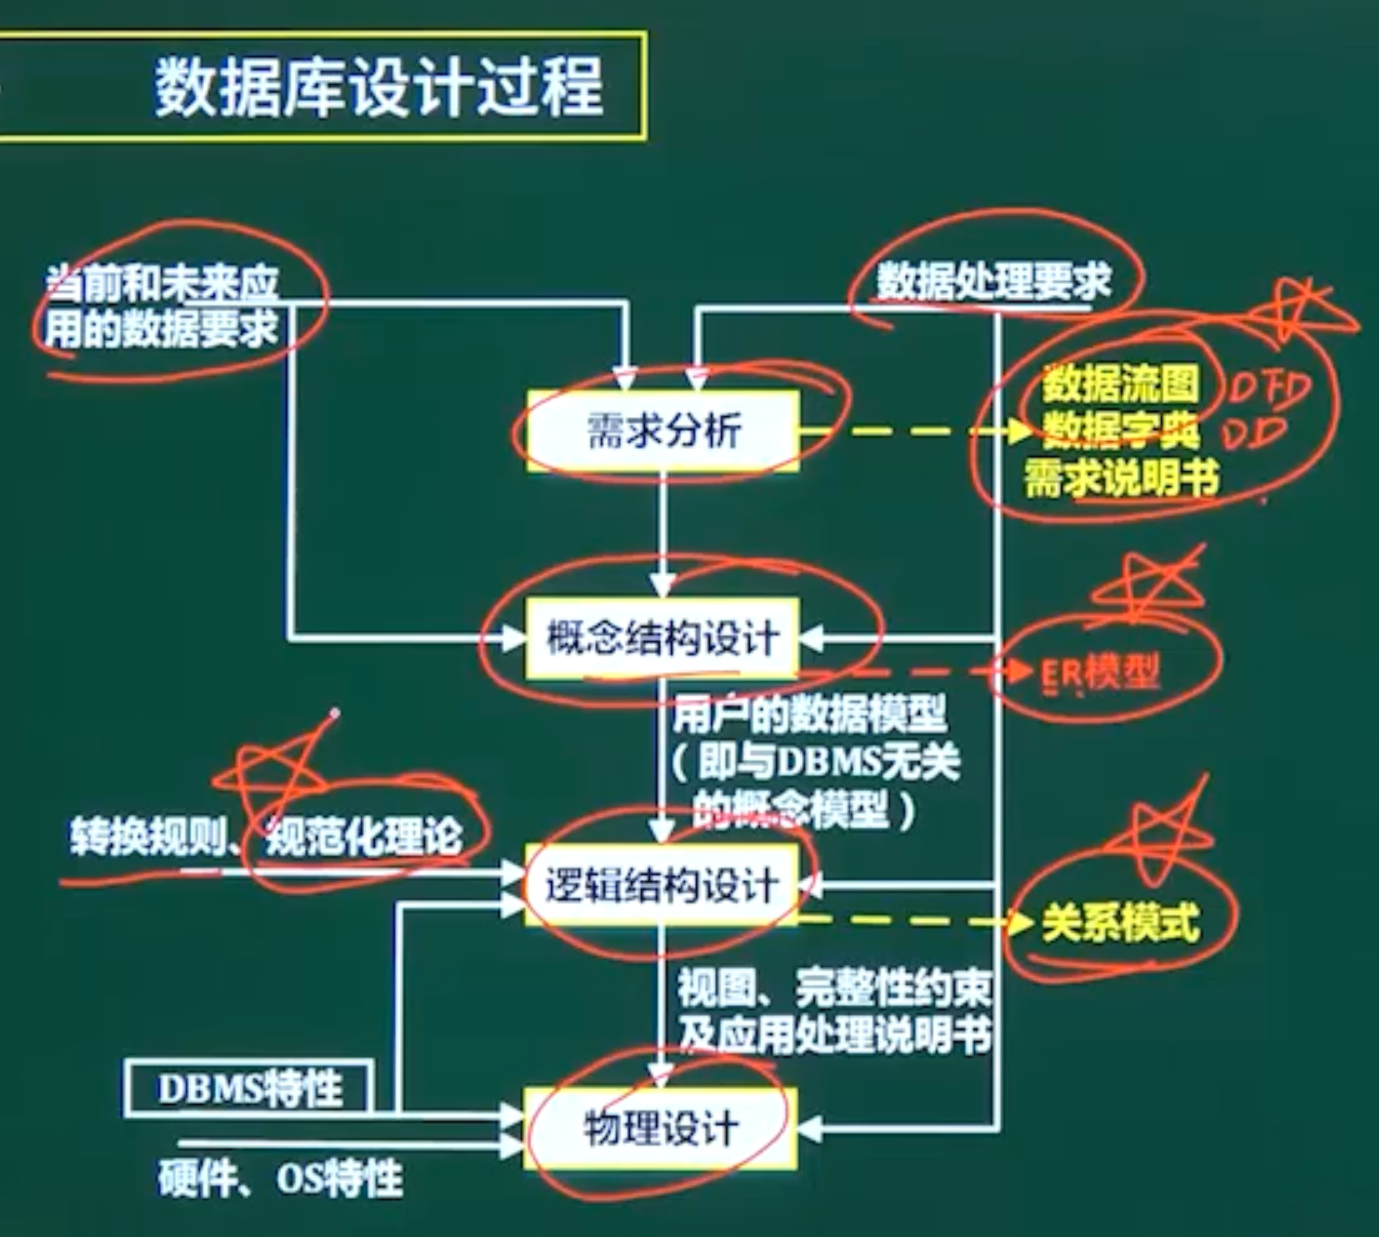 数据库设计过程
当前和未来应
用的数据要求
数据处理要求
需求分析
数据流图 DFD
数据字典 DD
需求说明书
概念结构设计
ER模型
用户的数据模型
（即与DBMS无关
的概念模型）
转换规则、规范化理论
逻辑结构设计
关系模式
视图、完整性约束
及应用处理说明书
DBMS特性
物理设计
硬件、OS特性